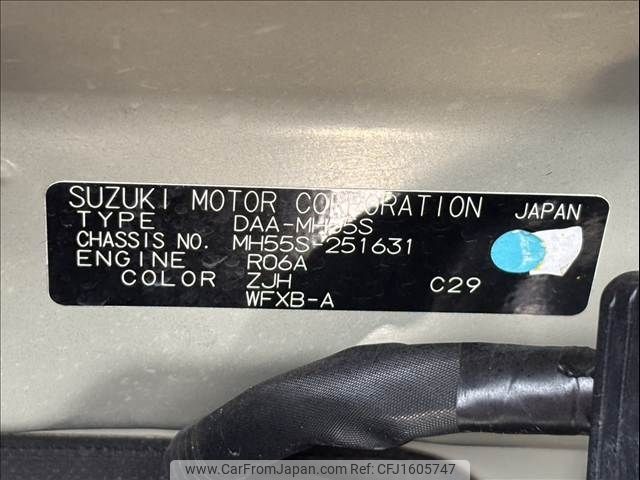 SUZUKI MOTOR CORPORATION
JAPAN
TYPE DAA-MH55S
CHASSIS NO. MH55S-251631
ENGINE R06A
COLOR ZJH C29
WFXB-A
www.CarFromJapan.com | CFJ1605747